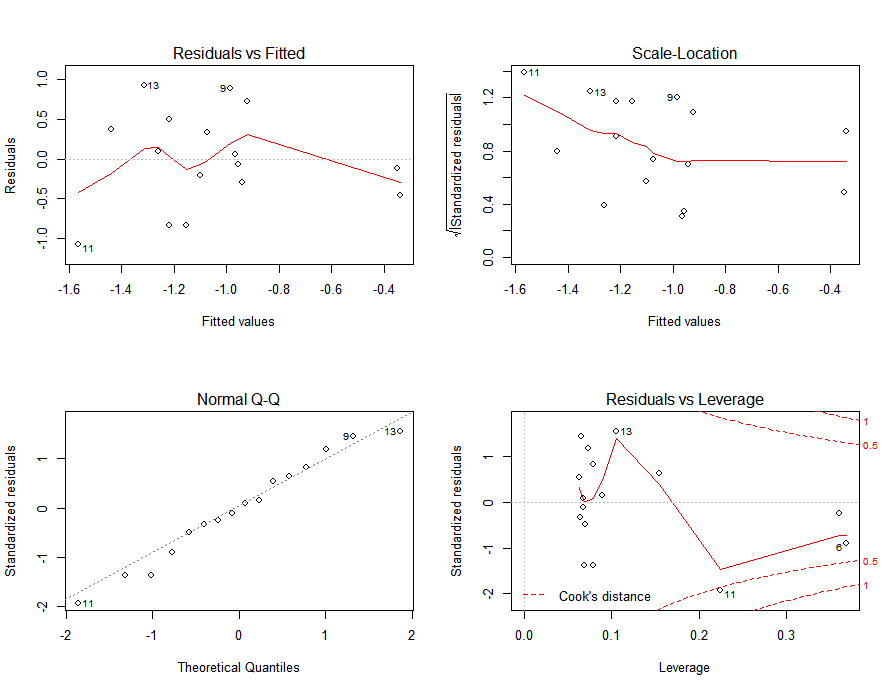 Residuals vs Fitted
1.0
0.5
0.0
-0.5
-1.0
Residuals
13
9
11
-1.6 -1.4 -1.2 -1.0 -0.8 -0.6 -0.4
Fitted values
Scale-Location
1.2
0.8
0.4
0.0
√|Standardized residuals|
11
13
9
-1.6 -1.4 -1.2 -1.0 -0.8 -0.6 -0.4
Fitted values
Normal Q-Q
1
0
-1
-2
Standardized residuals
9
13
11
-2 -1 0 1 2
Theoretical Quantiles
Residuals vs Leverage
1
0
-1
-2
Standardized residuals
13
6
11
1
0.5
0.5
1
Cook's distance
0.0 0.1 0.2 0.3
Leverage